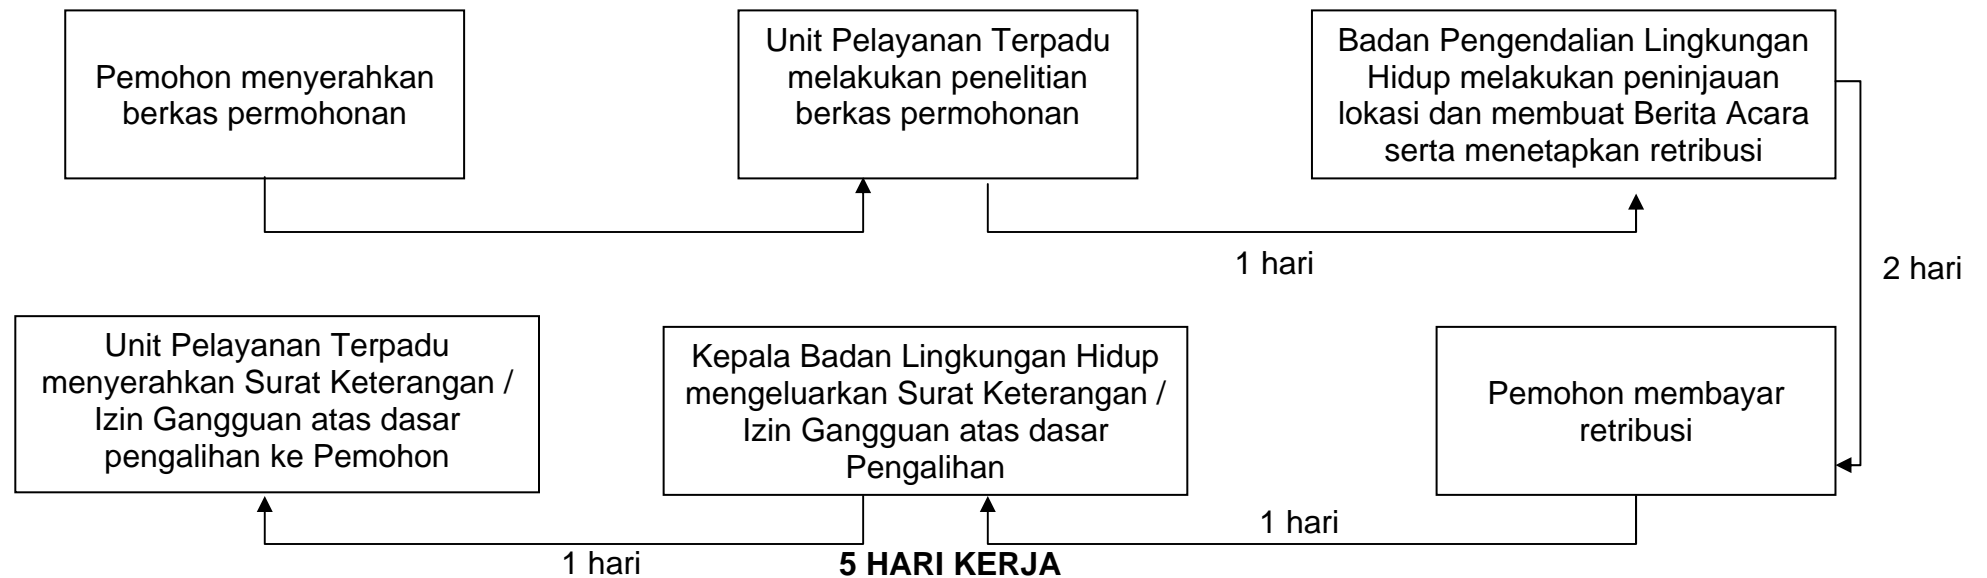 Pemohon menyerahkan
berkas permohonan
Unit Pelayanan Terpadu
melakukan penelitian
berkas permohonan
Badan Pengendalian Lingkungan
Hidup melakukan peninjauan
lokasi dan membuat Berita Acara
serta menetapkan retribusi
1 hari
2 hari
Pemohon membayar
retribusi
1 hari
Kepala Badan Lingkungan Hidup
mengeluarkan Surat Keterangan /
Izin Gangguan atas dasar
Pengalihan
1 hari
Unit Pelayanan Terpadu
menyerahkan Surat Keterangan /
Izin Gangguan atas dasar
pengalihan ke Pemohon
5 HARI KERJA